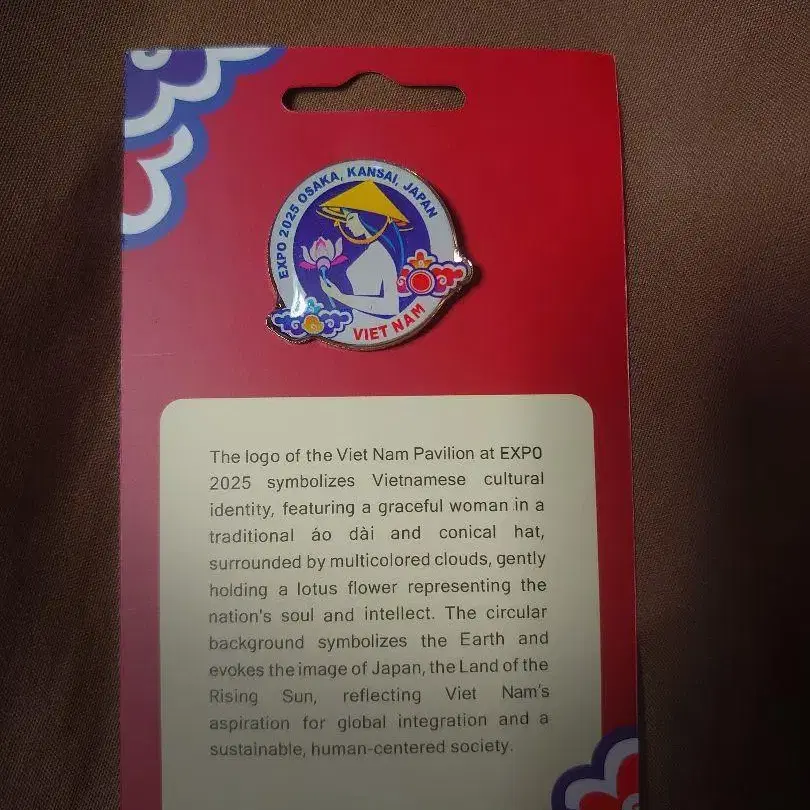 EXPO 2025 OSAKA, KANSAI, JAPAN
VIET NAM
The logo of the Viet Nam Pavilion at EXPO
2025 symbolizes Vietnamese cultural
identity, featuring a graceful woman in a
traditional áo dài and conical hat,
surrounded by multicolored clouds, gently
holding a lotus flower representing the
nation's soul and intellect. The circular
background symbolizes the Earth and
evokes the image of Japan, the Land of the
Rising Sun, reflecting Viet Nam's
aspiration for global integration and a
sustainable, human-centered society.